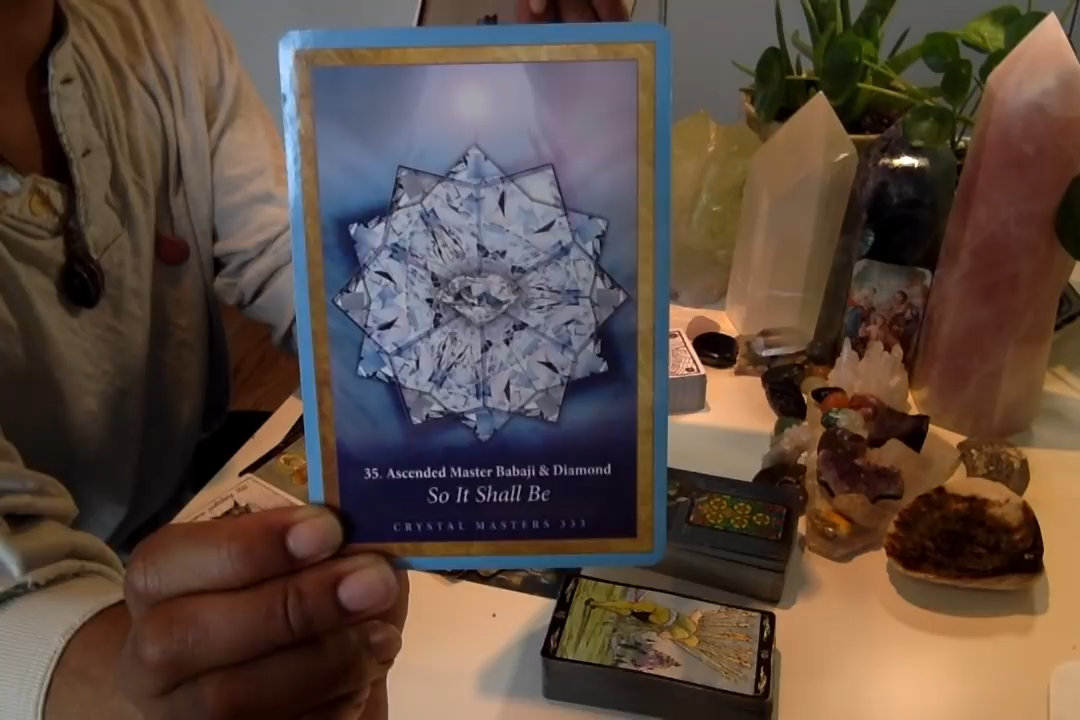 35. Ascended Master Babaji & Diamond
So It Shall Be
CRYSTAL MASTERS 333